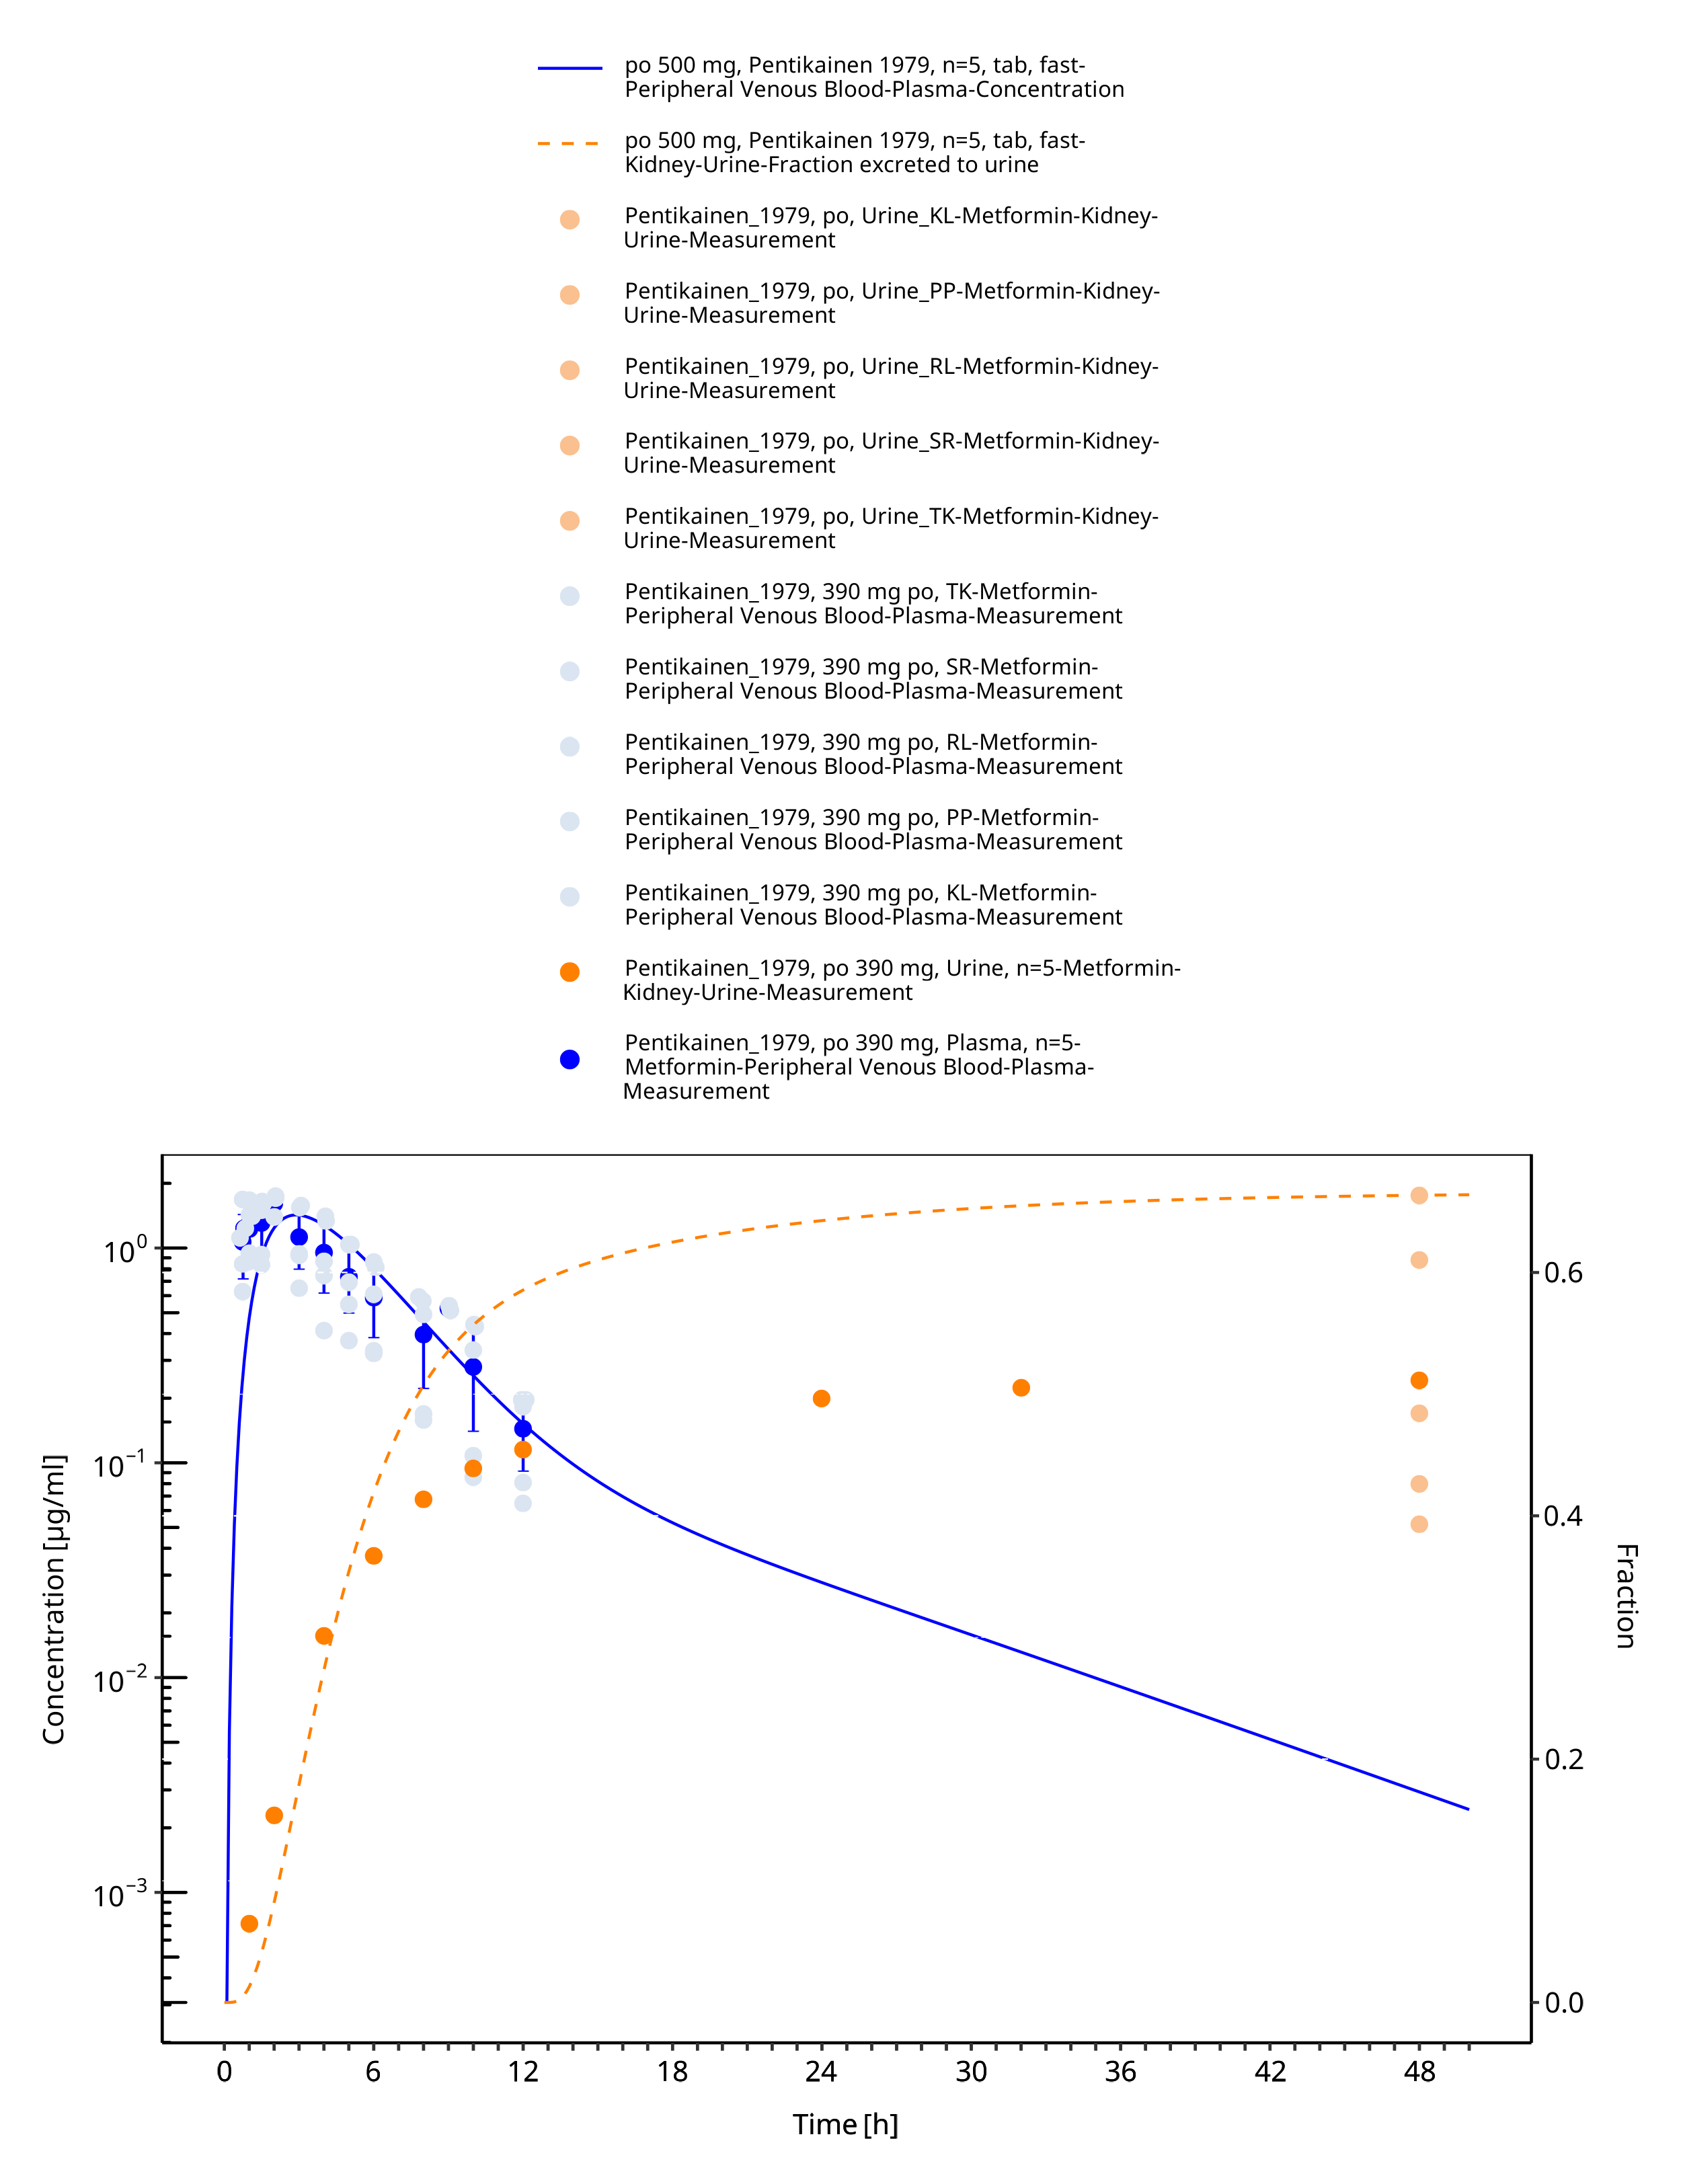 po 500 mg, Pentikainen 1979, n=5, tab, fast-
Peripheral Venous Blood-Plasma-Concentration
po 500 mg, Pentikainen 1979, n=5, tab, fast-
Kidney-Urine-Fraction excreted to urine
Pentikainen_1979, po, Urine_KL-Metformin-Kidney-
Urine-Measurement
Pentikainen_1979, po, Urine_PP-Metformin-Kidney-
Urine-Measurement
Pentikainen_1979, po, Urine_RL-Metformin-Kidney-
Urine-Measurement
Pentikainen_1979, po, Urine_SR-Metformin-Kidney-
Urine-Measurement
Pentikainen_1979, po, Urine_TK-Metformin-Kidney-
Urine-Measurement
Pentikainen_1979, 390 mg po, TK-Metformin-
Peripheral Venous Blood-Plasma-Measurement
Pentikainen_1979, 390 mg po, SR-Metformin-
Peripheral Venous Blood-Plasma-Measurement
Pentikainen_1979, 390 mg po, RL-Metformin-
Peripheral Venous Blood-Plasma-Measurement
Pentikainen_1979, 390 mg po, PP-Metformin-
Peripheral Venous Blood-Plasma-Measurement
Pentikainen_1979, 390 mg po, KL-Metformin-
Peripheral Venous Blood-Plasma-Measurement
Pentikainen_1979, po 390 mg, Urine, n=5-Metformin-
Kidney-Urine-Measurement
Pentikainen_1979, po 390 mg, Plasma, n=5-
Metformin-Peripheral Venous Blood-Plasma-
Measurement
10⁰
10⁻¹
10⁻²
10⁻³
Concentration [µg/ml]
0.6
0.4
0.2
0.0
Fraction
0 6 12 18 24 30 36 42 48
Time [h]